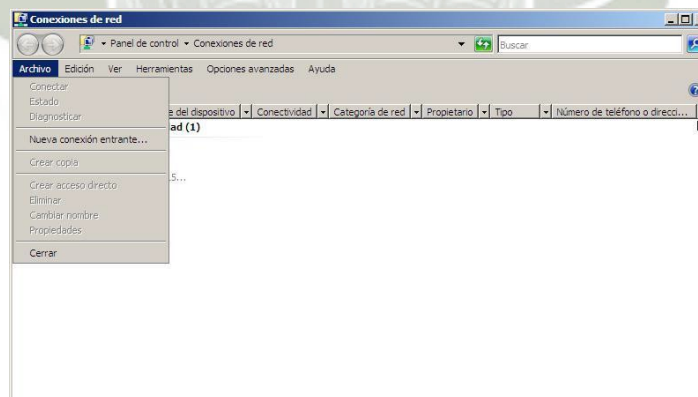 Conexiones de red
Panel de control Conexiones de red Buscar
Archivo Edición Ver Herramientas Opciones avanzadas Ayuda
Conectar
Estado
Diagnosticar
Nueva conexión entrante...
Crear copia
Crear acceso directo
Eliminar
Cambiar nombre
Propiedades
Cerrar
e del dispositivo Conectividad Categoría de red Propietario Tipo Número de teléfono o direcci...
ad (1)